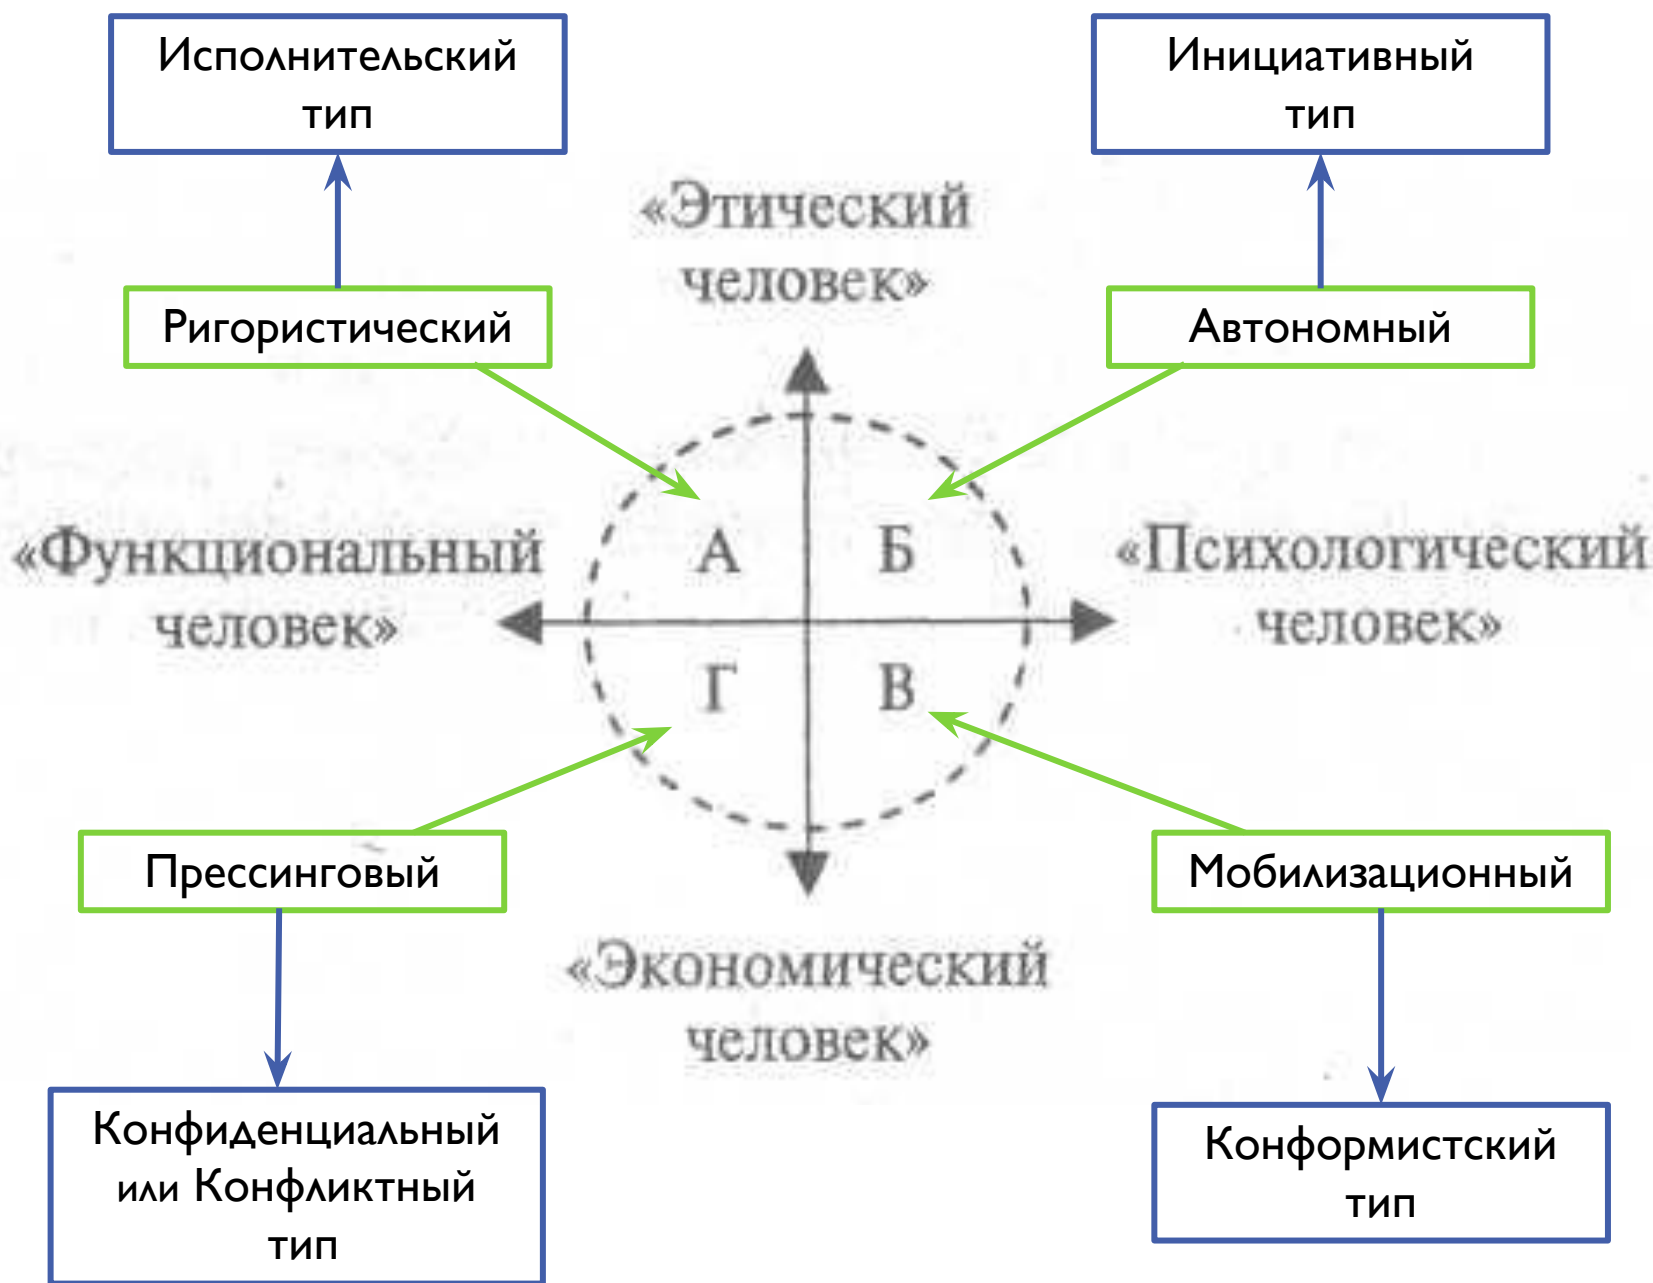 Исполнительский
тип
Инициативный
тип
«Этический
человек»
Ригористический
Автономный
«Функциональный
человек»
А
Б
«Психологический
человек»
Г
В
Прессинговый
Мобилизационный
«Экономический
человек»
Конфиденциальный
или Конфликтный
тип
Конформистский
тип